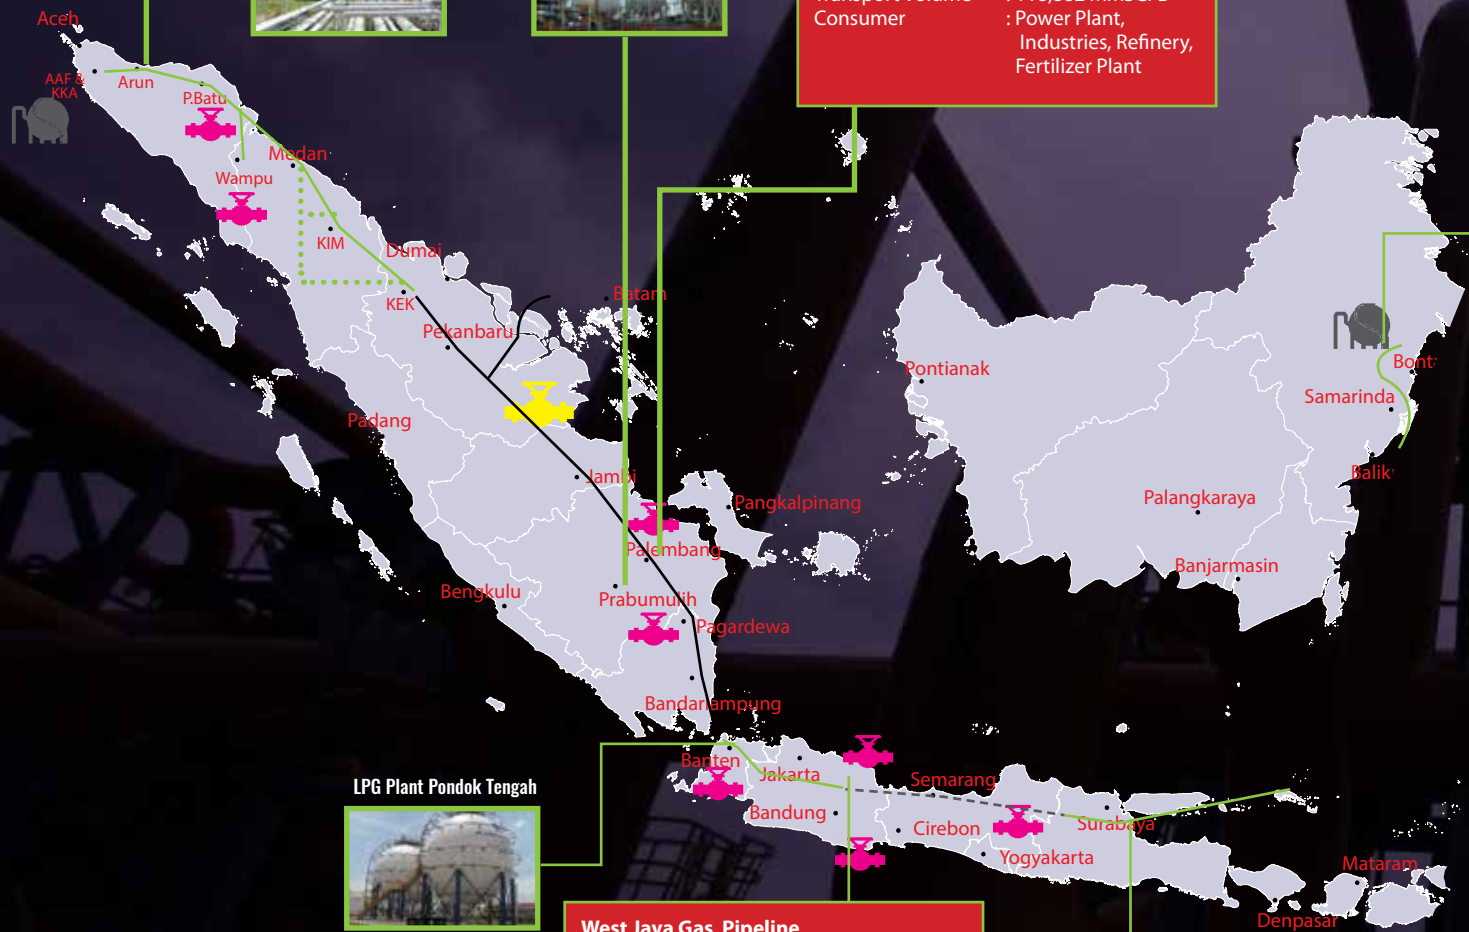 Consumer : Power Plant,
Industries, Refinery,
Fertilizer Plant
Aceh
AAF &
KKA
Arun
P.Batu
Medan
Wampu
KIM
Dumai
KEK
Batam
Pekanbaru
Padang
Jambi
Pangkalpinang
Palembang
Bengkulu
Prabumulih
Pagardewa
Bandarlampung
Pontianak
Bont
Samarinda
Balik
Palangkaraya
Banjarmasin
Banten
Jakarta
Semarang
Bandung
Cirebon
Surabaya
Yogyakarta
Mataram
Denpasar
LPG Plant Pondok Tengah
West Java Gas Pipeline